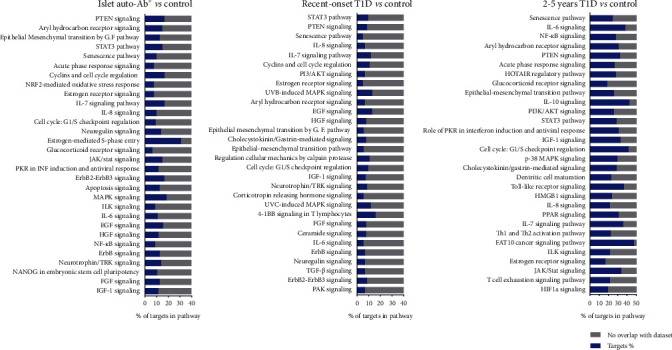 Islet auto-Ab+ vs control
PTEN signaling
Aryl hydrocarbon receptor signaling
Epithelial Mesenchymal transition by G.F pathway
STAT3 pathway
Senescence pathway
Acute phase response signaling
Cyclins and cell cycle regulation
NRF2-mediated oxidative stress response
Estrogen receptor signaling
IL-7 signaling pathway
IL-8 signaling
Cell cycle: G1/S checkpoint regulation
Neuregulin signaling
Estrogen-mediated S-phase entry
Glucocorticoid receptor signaling
JAK/stat signaling
PKR in INF induction and antiviral response
ErbB2-ErbB3 signaling
Apoptosis signaling
MAPK signaling
ILK signaling
IL-6 signaling
EGF signaling
HGF signaling
NF-κB signaling
ErbB signaling
Neurotrophin/TRK signaling
NANOG in embryonic stem cell pluripotency
FGF signaling
IGF-1 signaling
0 10 20 30 40
% of targets in pathway
Recent-onset T1D vs control
STAT3 pathway
PTEN signaling
Senescence pathway
IL-8 signaling
IL-7 signaling pathway
Cyclins and cell cycle regulation
PI3/AKT signaling
Estrogen receptor signaling
UVB-induced MAPK signaling
Aryl hydrocarbon receptor signaling
EGF signaling
HGF signaling
Epithelial mesenchymal transition by G.F. pathway
Cholecystokinin/Gastrin-mediated signaling
Epithelial-mesenchymal transition pathway
Regulation cellular mechanics by calpain protease
Cell cycle: G1/S checkpoint regulation
IGF-1 signaling
Neurotrophin/TRK signaling
Corticotropin releasing hormone signaling
UVC-induced MAPK signaling
4-1BB signaling in T lymphocytes
FGF signaling
Ceramide signaling
IL-6 signaling
ErbB signaling
Neuregulin signaling
TGF-β signaling
ErbB2-ErbB3 signaling
PAK signaling
0 10 20 30 40
% of targets in pathway
2-5 years T1D vs control
Senescence pathway
IL-6 signaling
NF-κB signaling
Aryl hydrocarbon receptor signaling
PTEN signaling
Acute phase response signaling
HOTAIR regulatory pathway
Glucocorticoid receptor signaling
Epithelial-mesenchymal transition pathway
IL-10 signaling
PI3K/AKT signaling
STAT3 pathway
Role of PKR in interferon induction and antiviral response
IGF-1 signaling
Cell cycle: G1/S checkpoint regulation
p-38 MAPK signaling
Cholecystokinin/gastrin-mediated signaling
Dentritic cell maturation
Toll-like receptor signaling
HMGB1 signaling
IL-8 signaling
PPAR signaling
IL-7 signaling pathway
Th1 and Th2 activation pathway
FAT10 cancer signaling pathway
ILK signaling
Estrogen receptor signaling
JAK/Stat signaling
T cell exhaustion signaling pathway
HIF1a signaling
0 10 20 30 40 50
% of targets in pathway
No overlap with dataset
Targets %